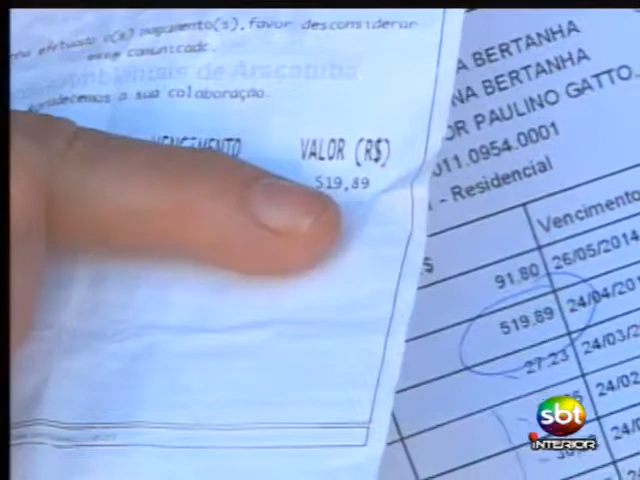 efetuado o(s) pagamento(s), favor desconsiderar
esse comunicado.
de Araçatuba
Agradecemos a sua colaboração.
VENCIMENTO VALOR (R$)
519,89
BERTANHA
NA BERTANHA
OR PAULINO GATTO
011.0954.0001
- Residencial
Vencimento
91.80 26/05/2014
519.89 24/04/201
27.23 24/03/2
24/02
24/0
sbt
INTERIOR